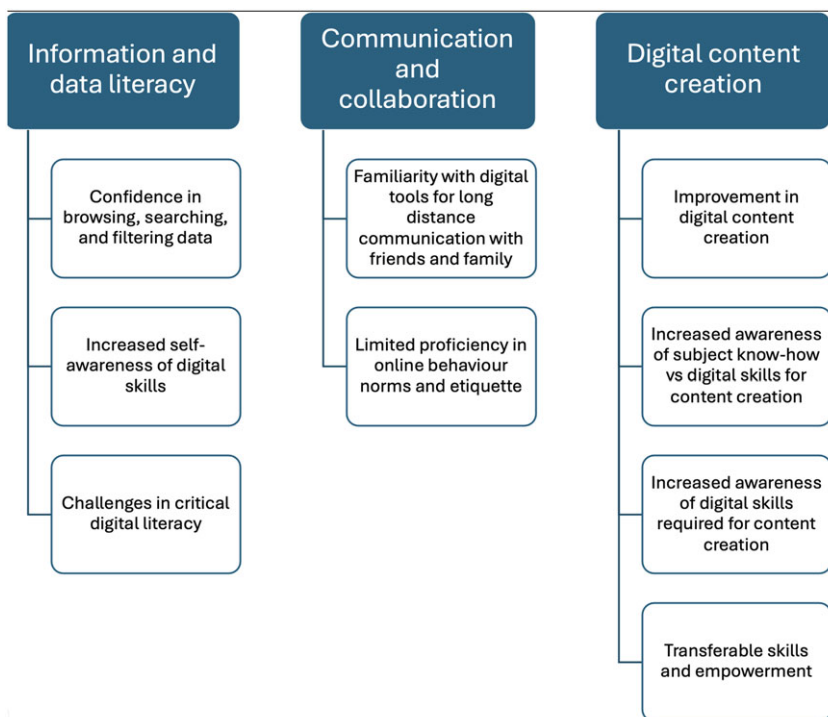 Information and
data literacy
Confidence in
browsing, searching,
and filtering data
Increased self-
awareness of digital
skills
Challenges in critical
digital literacy
Communication
and
collaboration
Familiarity with digital
tools for long
distance
communication with
friends and family
Limited proficiency in
online behaviour
norms and etiquette
Digital content
creation
Improvement in
digital content
creation
Increased awareness
of subject know-how
vs digital skills for
content creation
Increased awareness
of digital skills
required for content
creation
Transferable skills
and empowerment